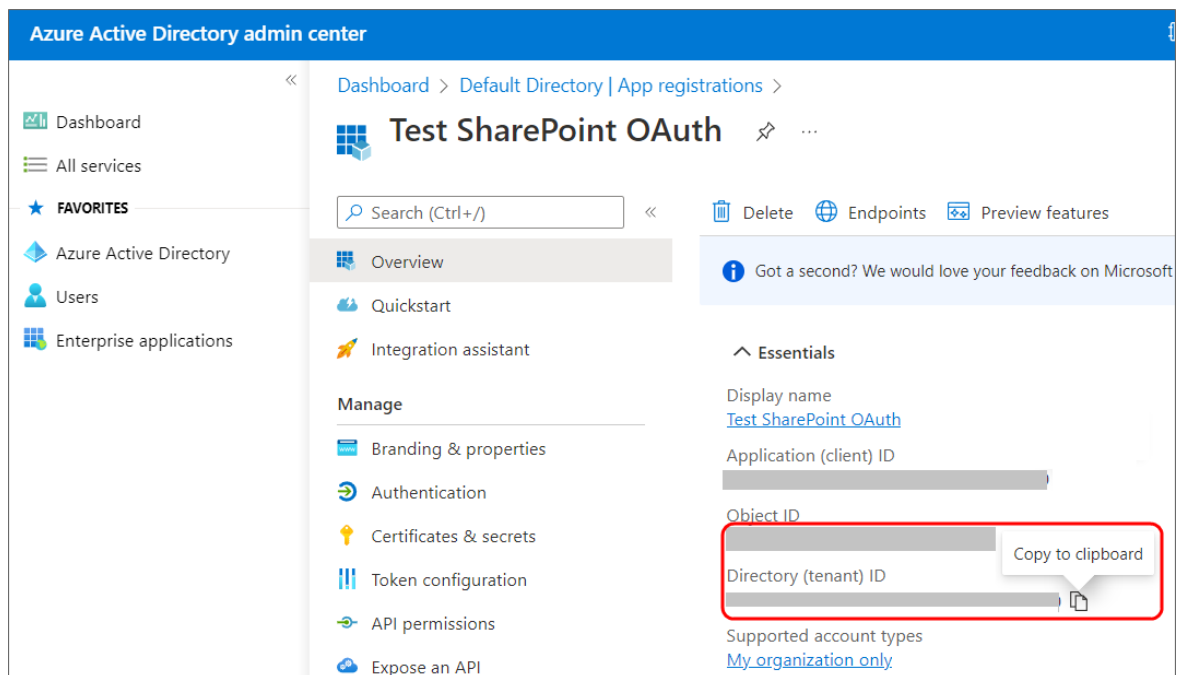 Azure Active Directory admin center
«
Dashboard
All services
FAVORITES
Azure Active Directory
Users
Enterprise applications
Dashboard > Default Directory | App registrations >
Test SharePoint OAuth ...
Search (Ctrl+/) «
Overview
Quickstart
Integration assistant
Manage
Branding & properties
Authentication
Certificates & secrets
Token configuration
API permissions
Expose an API
Delete Endpoints Preview features
Got a second? We would love your feedback on Microsoft
Essentials
Display name
Test SharePoint OAuth
Application (client) ID
Object ID
Copy to clipboard
Directory (tenant) ID
Supported account types
My organization only